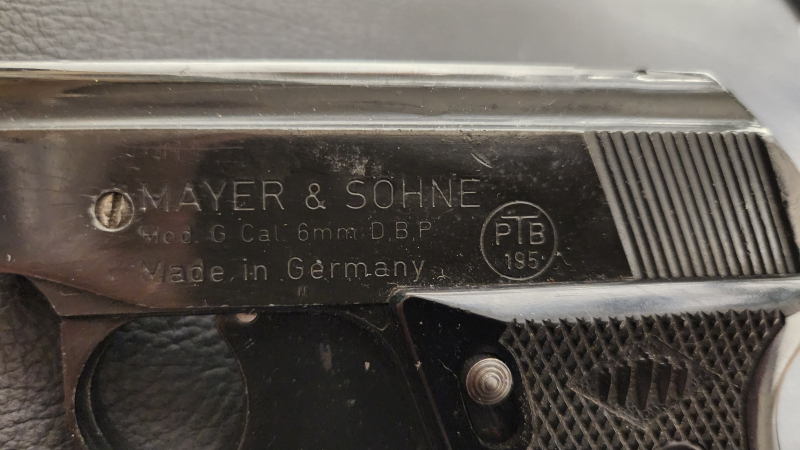 MAYER & SOHNE
Mod. G Cal. 6mm D.B.P
Made in Germany
PTB
195